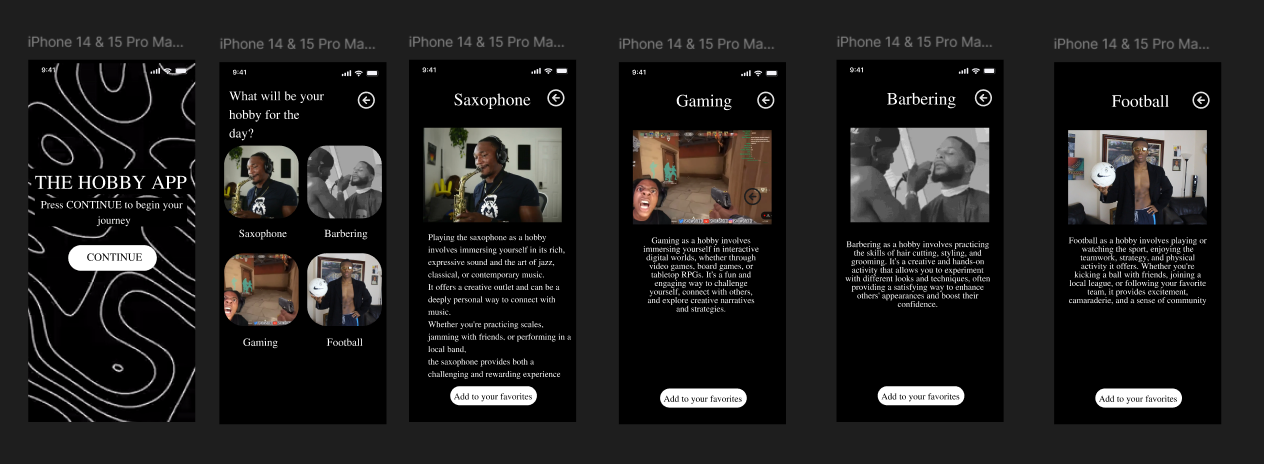 iPhone 14 & 15 Pro Ma...
9:41
THE HOBBY APP
Press CONTINUE to begin your
journey
CONTINUE
iPhone 14 & 15 Pro Ma...
9:41
What will be your
hobby for the
day?
Saxophone
Barbering
Gaming
Football
iPhone 14 & 15 Pro Ma...
9:41
Saxophone
Playing the saxophone as a hobby
involves immersing yourself in its rich,
expressive sound and the art of jazz,
classical, or contemporary music.
It offers a creative outlet and can be a
deeply personal way to connect with
music.
Whether you're practicing scales,
jamming with friends, or performing in a
local band,
the saxophone provides both a
challenging and rewarding experience
Add to your favorites
iPhone 14 & 15 Pro Ma...
9:41
Gaming
Gaming as a hobby involves
immersing yourself in interactive
digital worlds, whether through
video games, board games, or
tabletop RPGs. It's a fun and
engaging way to challenge
yourself, connect with others,
and explore creative narratives
and strategies.
Add to your favorites
iPhone 14 & 15 Pro Ma...
9:41
Barbering
Barbering as a hobby involves practicing
the skills of hair cutting, styling, and
grooming. It's a creative and hands-on
activity that allows you to experiment
with different looks and techniques, often
providing a satisfying way to enhance
others' appearances and boost their
confidence.
Add to your favorites
iPhone 14 & 15 Pro Ma...
9:41
Football
Football as a hobby involves playing or
watching the sport, enjoying the
teamwork, strategy, and physical
activity it offers. Whether you're
kicking a ball with friends, joining a
local league, or following your favorite
team, it provides excitement,
camaraderie, and a sense of community
Add to your favorites